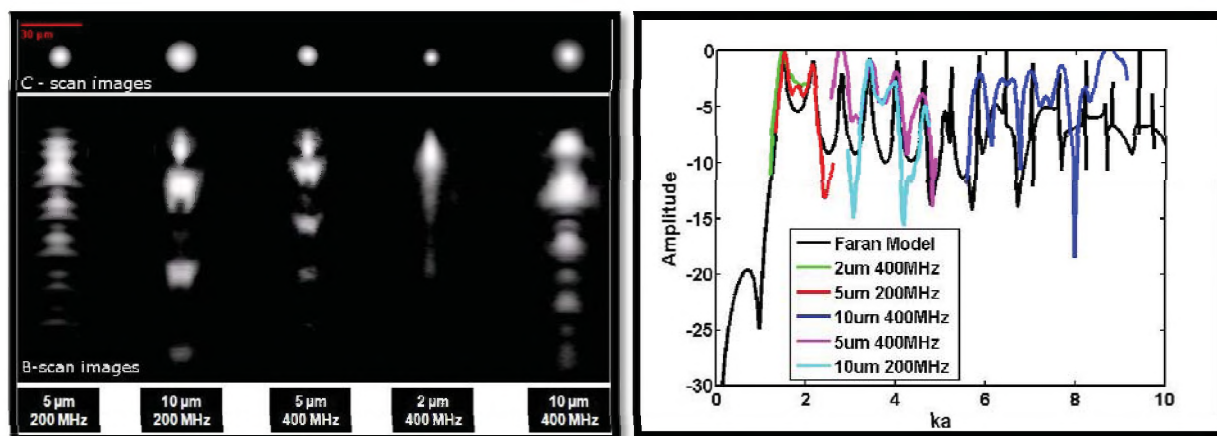 30 µm
C - scan images
B-scan images
5 µm
200 MHz
10 µm
200 MHz
5 µm
400 MHz
2 µm
400 MHz
10 µm
400 MHz
0
-5
-10
-15
-20
-25
-30
Amplitude
Faran Model
2um 400MHz
5um 200MHz
10um 400MHz
5um 400MHz
10um 200MHz
0
2
4
6
8
10
ka